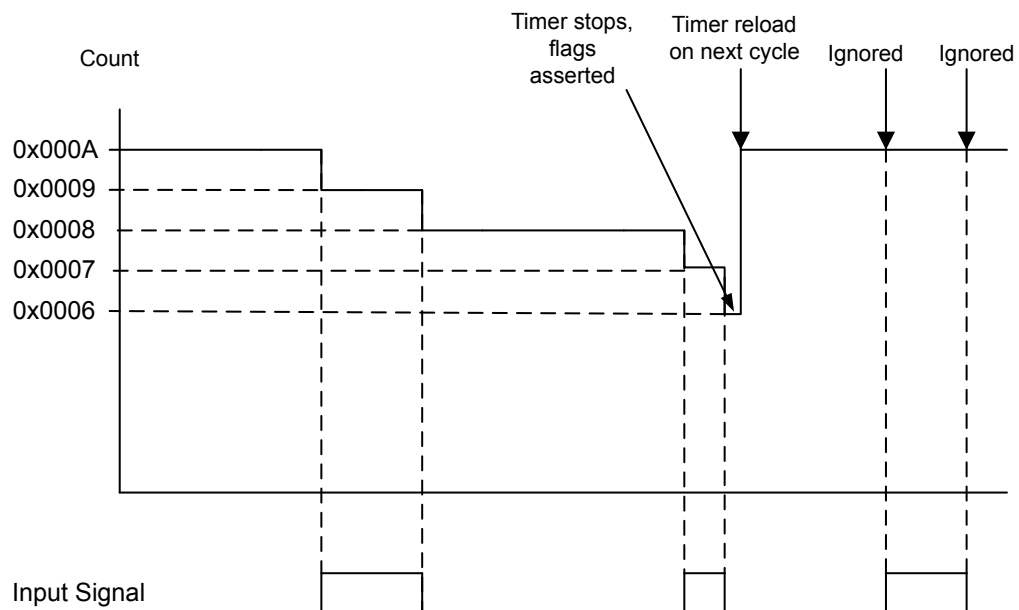 Timer stops,
flags
asserted
Timer reload
on next cycle
Ignored
Ignored
Count
0x000A
0x0009
0x0008
0x0007
0x0006
Input Signal